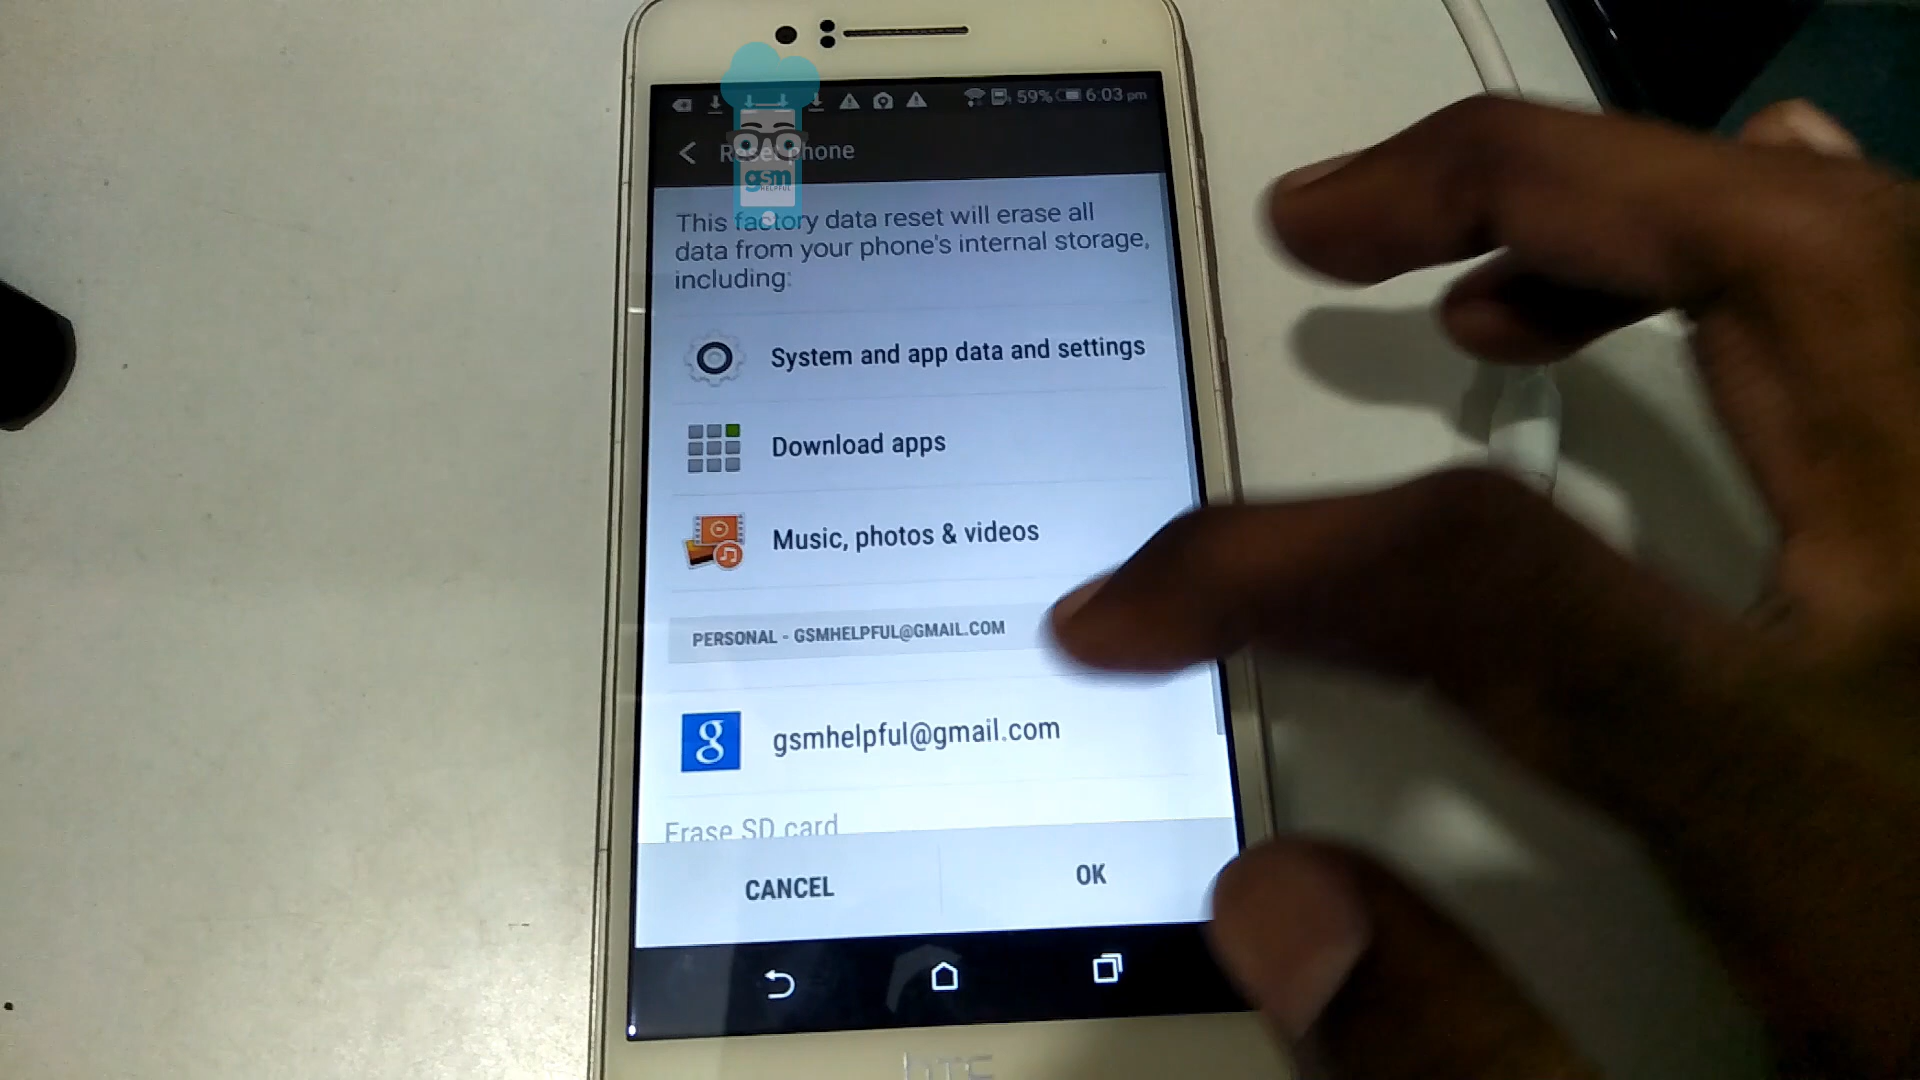 59% 6:03 pm
Reset phone
gsm
HELPFUL
This factory data reset will erase all
data from your phone's internal storage,
including:
System and app data and settings
Download apps
Music, photos & videos
PERSONAL - GSMHELPFUL@GMAIL.COM
g
gsmhelpful@gmail.com
Erase SD card
CANCEL
OK
hTC